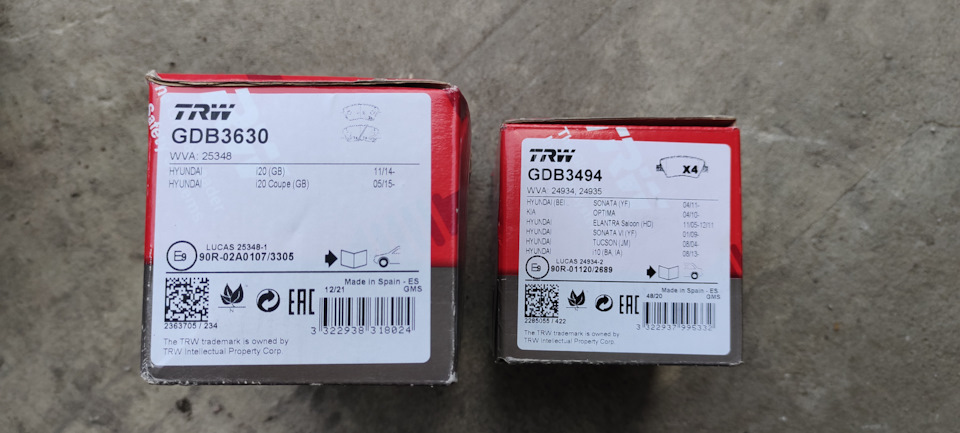 TRW
GDB3630
WVA: 25348
HYUNDAI i20 (GB) 11/14-
HYUNDAI i20 Coupe (GB) 05/15-
LUCAS 25348-1
E9 90R-02A0107/3305
Made in Spain - ES
12/21 GMS
EAC
2363705 / 234
3 322938 318024
The TRW trademark is owned by
TRW Intellectual Property Corp.
TRW
GDB3494
X4
WVA: 24934, 24935
HYUNDAI (BE) SONATA (YF) 04/11-
KIA OPTIMA 04/10-
HYUNDAI ELANTRA Saloon (HD) 11/05-12/11
HYUNDAI SONATA VI (YF) 01/09-
HYUNDAI TUCSON (JM) 08/04-
HYUNDAI i10 (BA, IA) 08/13-
LUCAS 24934-2
E9 90R-01120/2689
Made in Spain - ES
48/20 GMS
EAC
2285055 / 422
3 322937 995332
The TRW trademark is owned by
TRW Intellectual Property Corp.